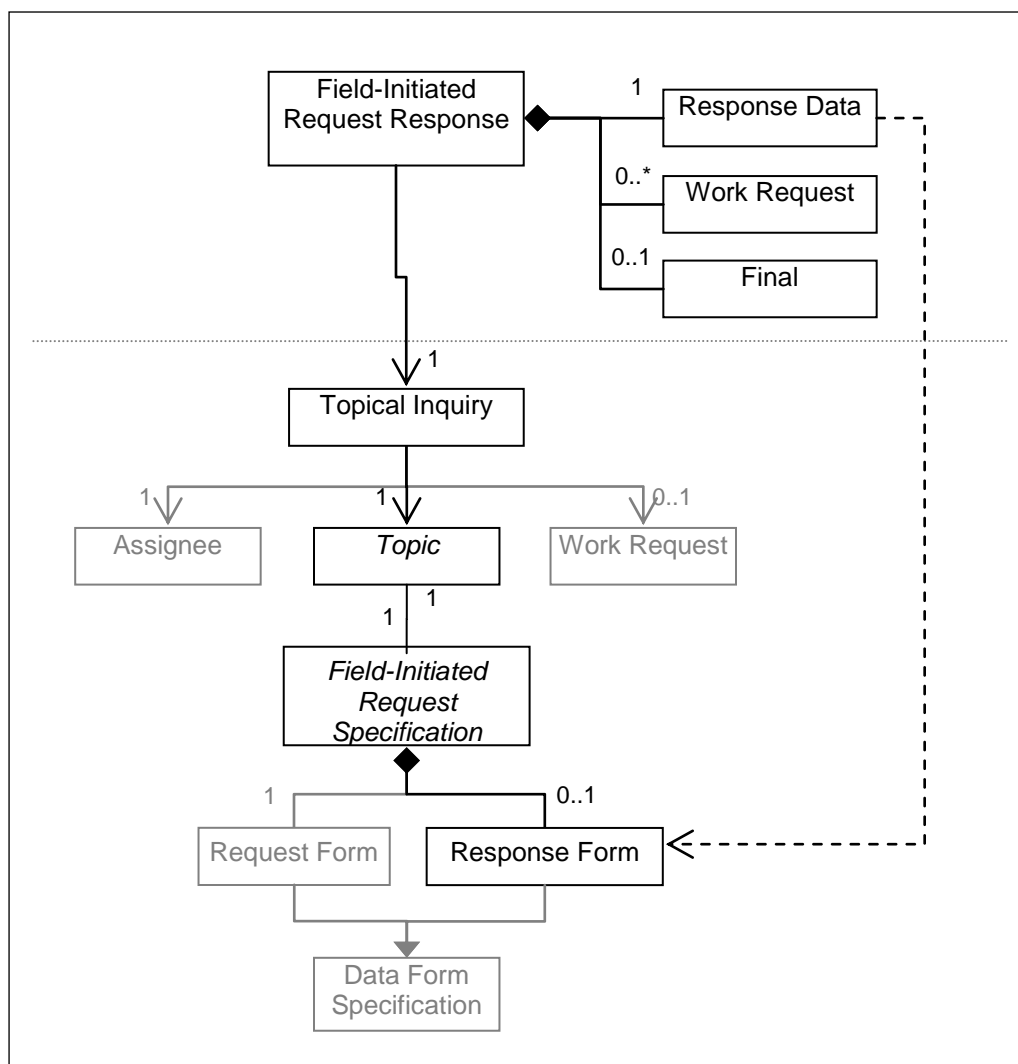 Field-Initiated
Request Response
1
Response Data
0..*
Work Request
0..1
Final
1
Topical Inquiry
1
1
0..1
Assignee
Topic
Work Request
1
1
Field-Initiated
Request
Specification
1
0..1
Request Form
Response Form
Data Form
Specification